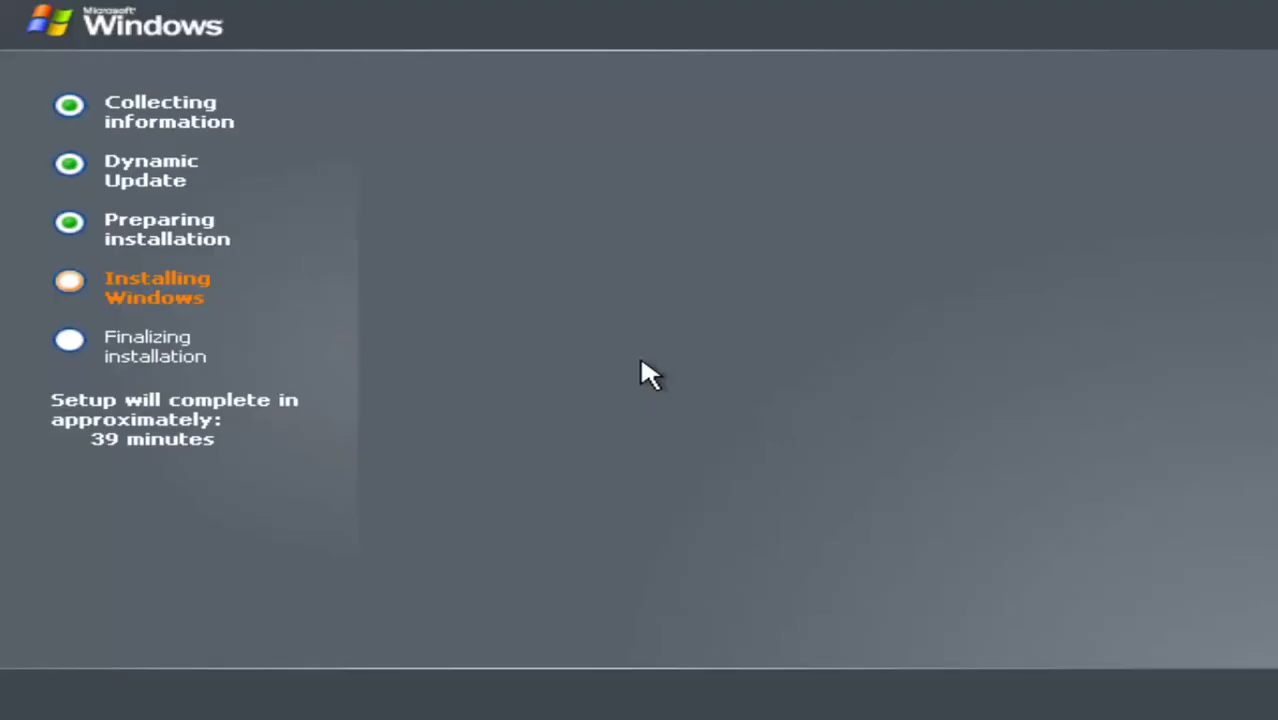 Microsoft
Windows
Collecting
information
Dynamic
Update
Preparing
installation
Installing
Windows
Finalizing
installation
Setup will complete in
approximately:
39 minutes